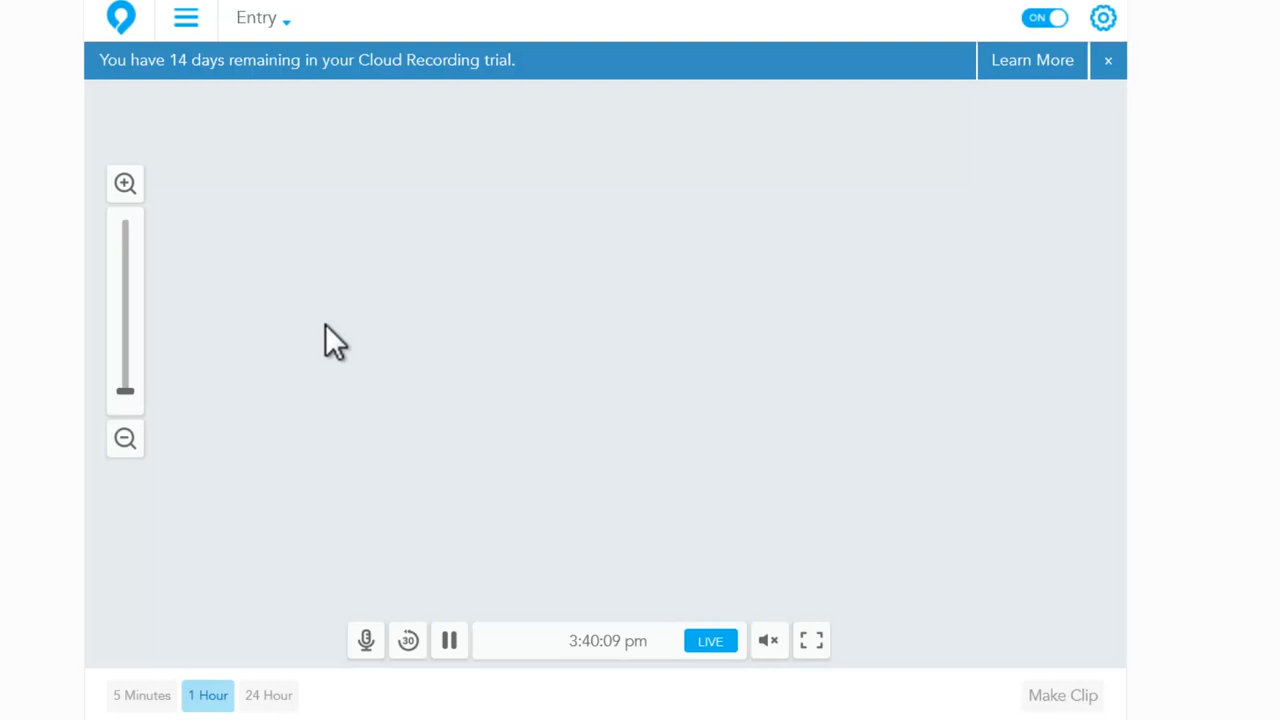 Entry
ON
You have 14 days remaining in your Cloud Recording trial.
Learn More
×
30
3:40:09 pm
LIVE
5 Minutes
1 Hour
24 Hour
Make Clip